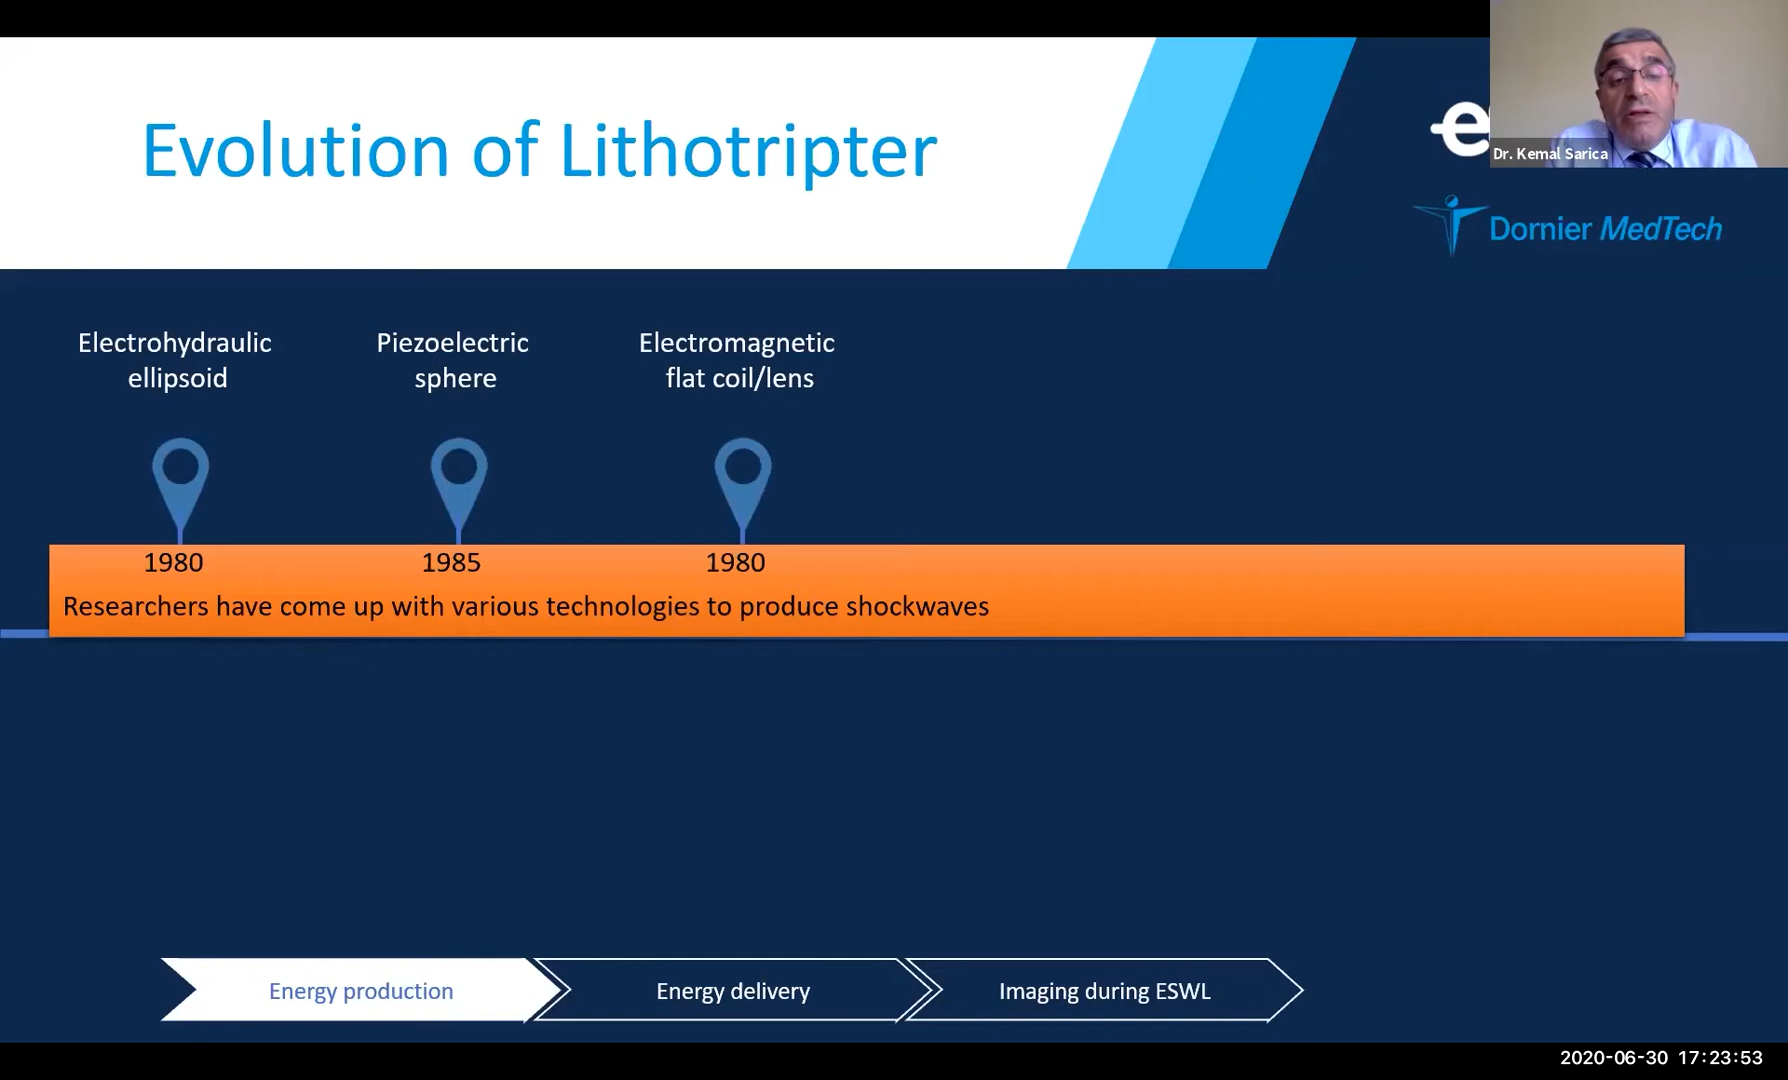 Evolution of Lithotripter
e
Dr. Kemal Sarica
Dornier MedTech
Electrohydraulic
ellipsoid
Piezoelectric
sphere
Electromagnetic
flat coil/lens
1980
1985
1980
Researchers have come up with various technologies to produce shockwaves
Energy production
Energy delivery
Imaging during ESWL
2020-06-30 17:23:53